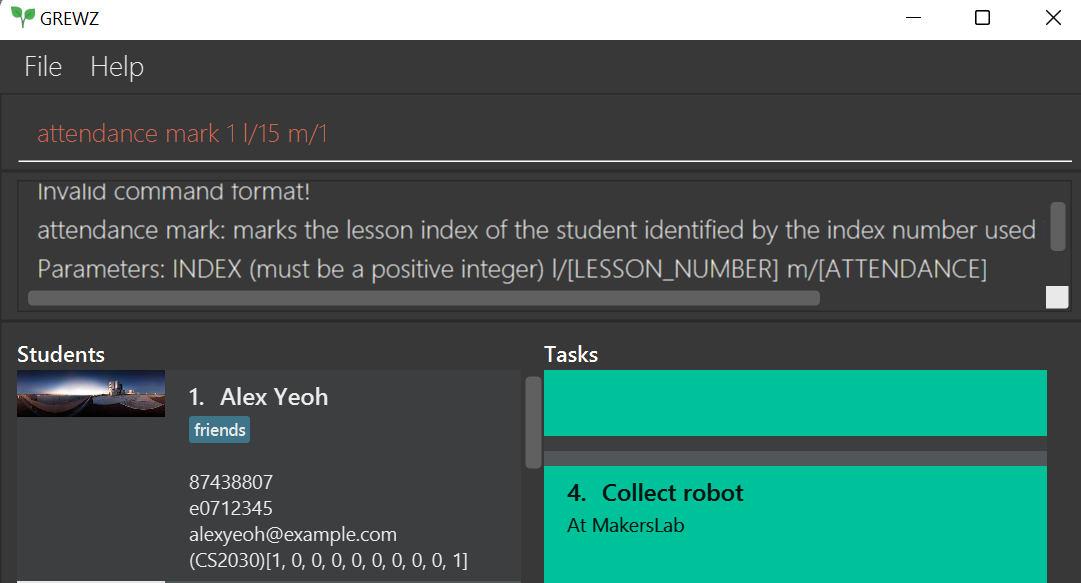 GREWZ
File Help
attendance mark 1 l/15 m/1
Invalid command format!
attendance mark: marks the lesson index of the student identified by the index number used
Parameters: INDEX (must be a positive integer) l/[LESSON_NUMBER] m/[ATTENDANCE]
Students
1. Alex Yeoh
friends
87438807
e0712345
alexyeoh@example.com
(CS2030)[1, 0, 0, 0, 0, 0, 0, 0, 0, 1]
Tasks
4. Collect robot
At MakersLab